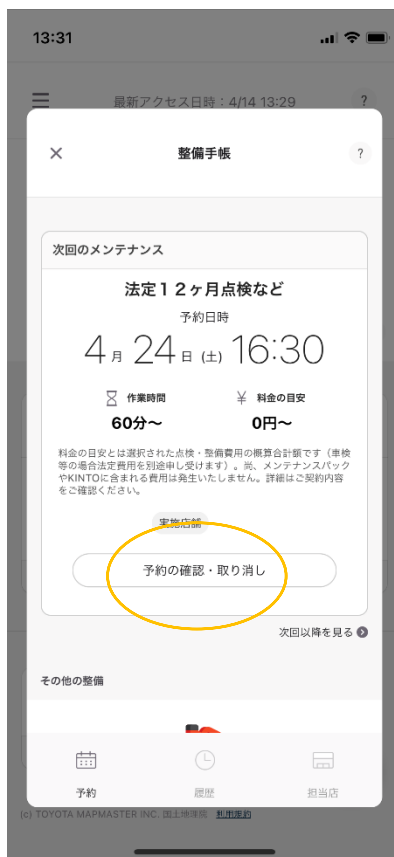 13:31
最新アクセス日時：4/14 13:29
?
整備手帳
?
次回のメンテナンス
法定１２ヶ月点検など
予約日時
4月24日(土)16:30
作業時間
￥ 料金の目安
60分〜
0円〜
料金の目安とは選択された点検・整備費用の概算合計額です（車検
等の場合法定費用を別途申し受けます）。尚、メンテナンスパック
やKINTOに含まれる費用は発生いたしません。詳細はご契約内容
をご確認ください。
実施店舗
予約の確認・取り消し
次回以降を見る
その他の整備
予約
履歴
担当店
(c) TOYOTA MAPMASTER INC. 国土地理院 利用規約